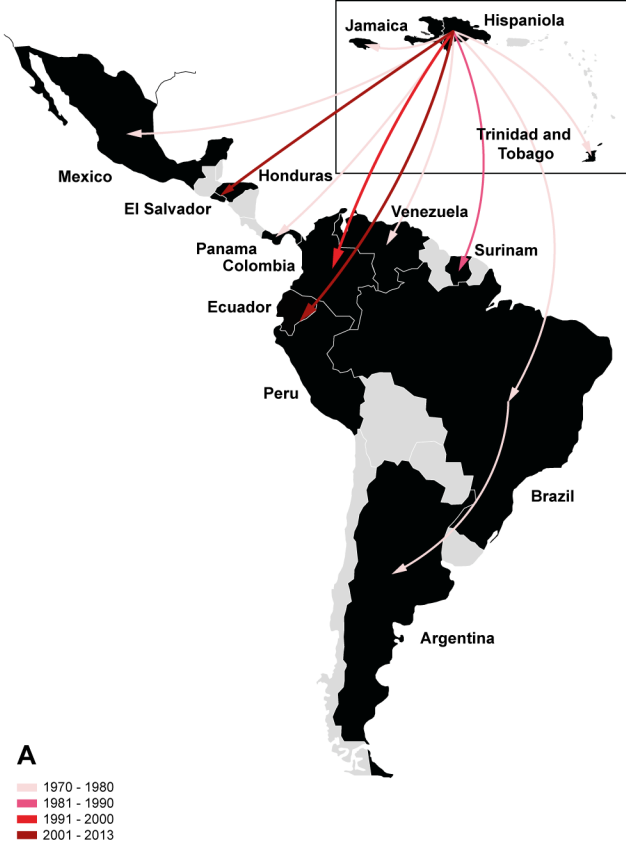 Jamaica
Hispaniola
Trinidad and
Tobago
Mexico
Honduras
El Salvador
Venezuela
Panama
Surinam
Colombia
Ecuador
Peru
Brazil
Argentina
A
1970 - 1980
1981 - 1990
1991 - 2000
2001 - 2013